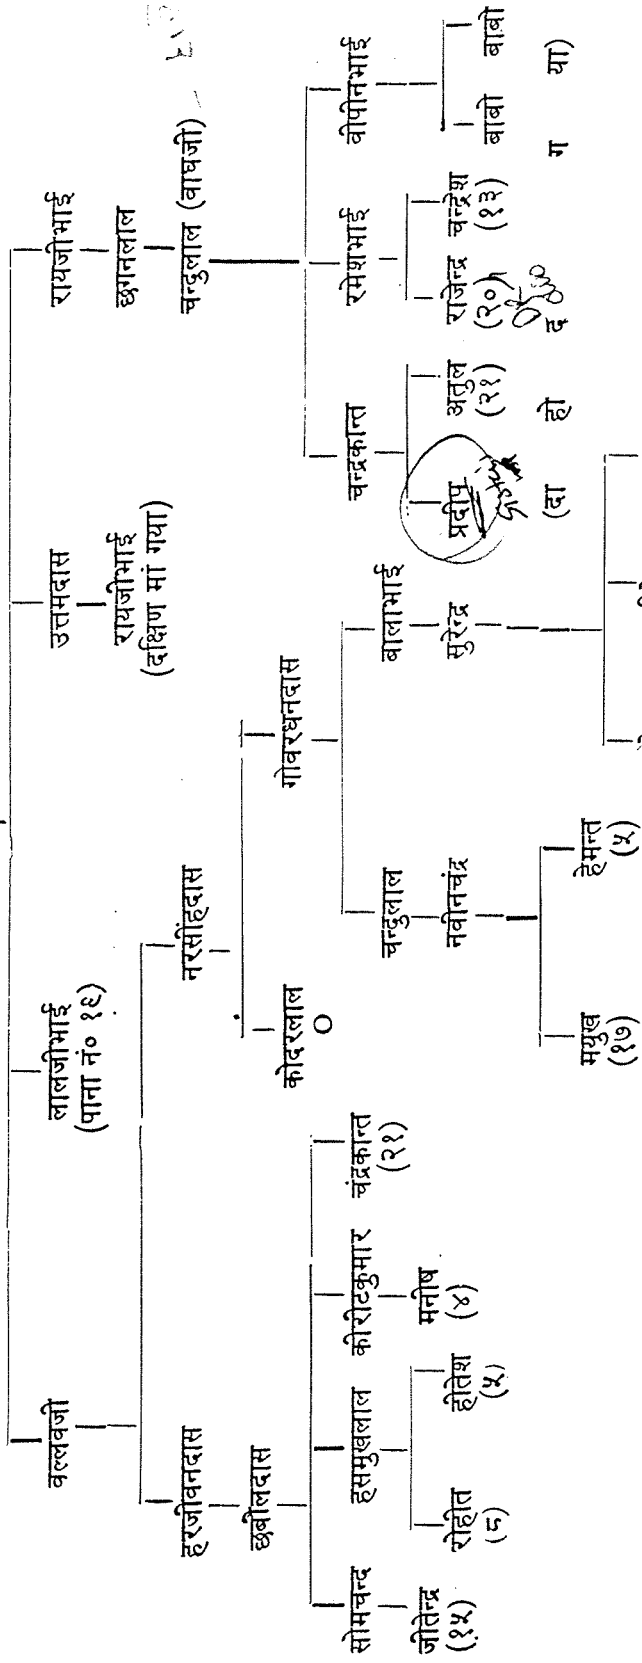 वल्लवजी
लालजीभाई
(पाना नं० १६)
उत्तमदास
रायजीभाई
(दक्षिण मां गया)
रायजीभाई
छगनलाल
चन्दुलाल (वाघजी)
हरजीवनदास
नरसींहदास
छबीलदास
कोदरलाल
गोवरधनदास
सोमचन्द
हसमुखलाल
कीरीटकुमार
चंद्रकान्त
(२१)
चन्दुलाल
बालाभाई
चन्द्रकान्त
रमेशभाई
बीपीनभाई
जीतेन्द्र
(१५)
रोहीत
(८)
हीतेश
(५)
मनीष
(४)
नवीनचंद्र
सुरेन्द्र
प्रदीप
अतुल
(२१)
राजेन्द्र
(२०)
चन्द्रेश
(१३)
बाबो
बाबो
मयुख
(१७)
हेमन्त
(५)
(दा हो द ग या)